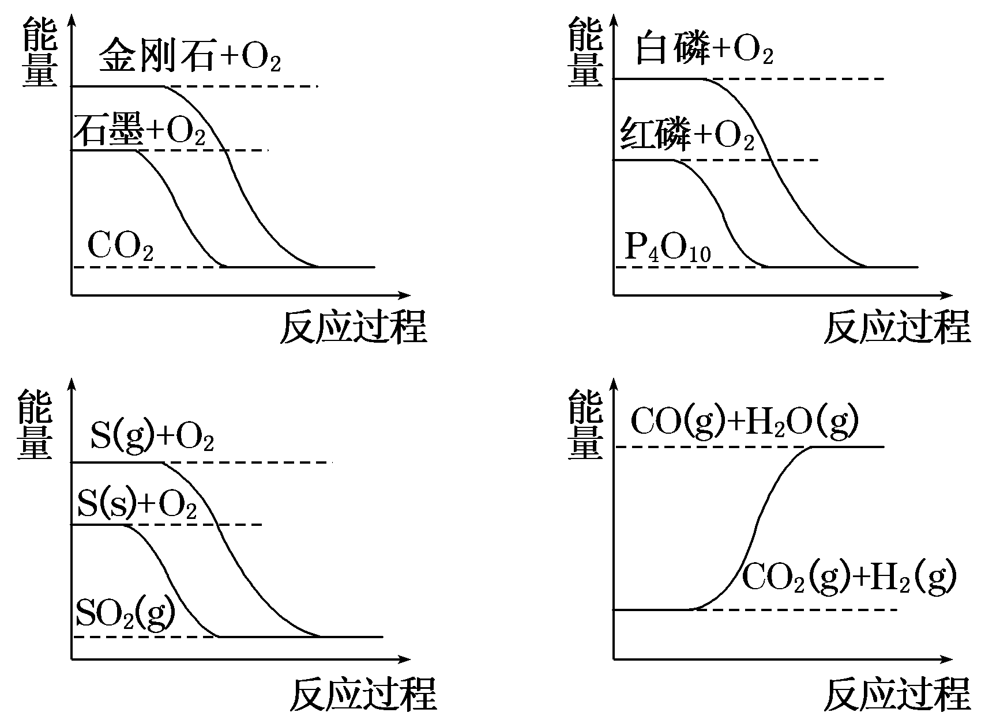 能量
金刚石+O₂
石墨+O₂
CO₂
反应过程
能量
白磷+O₂
红磷+O₂
P₄O₁₀
反应过程
能量
S(g)+O₂
S(s)+O₂
SO₂(g)
反应过程
能量
CO(g)+H₂O(g)
CO₂(g)+H₂(g)
反应过程